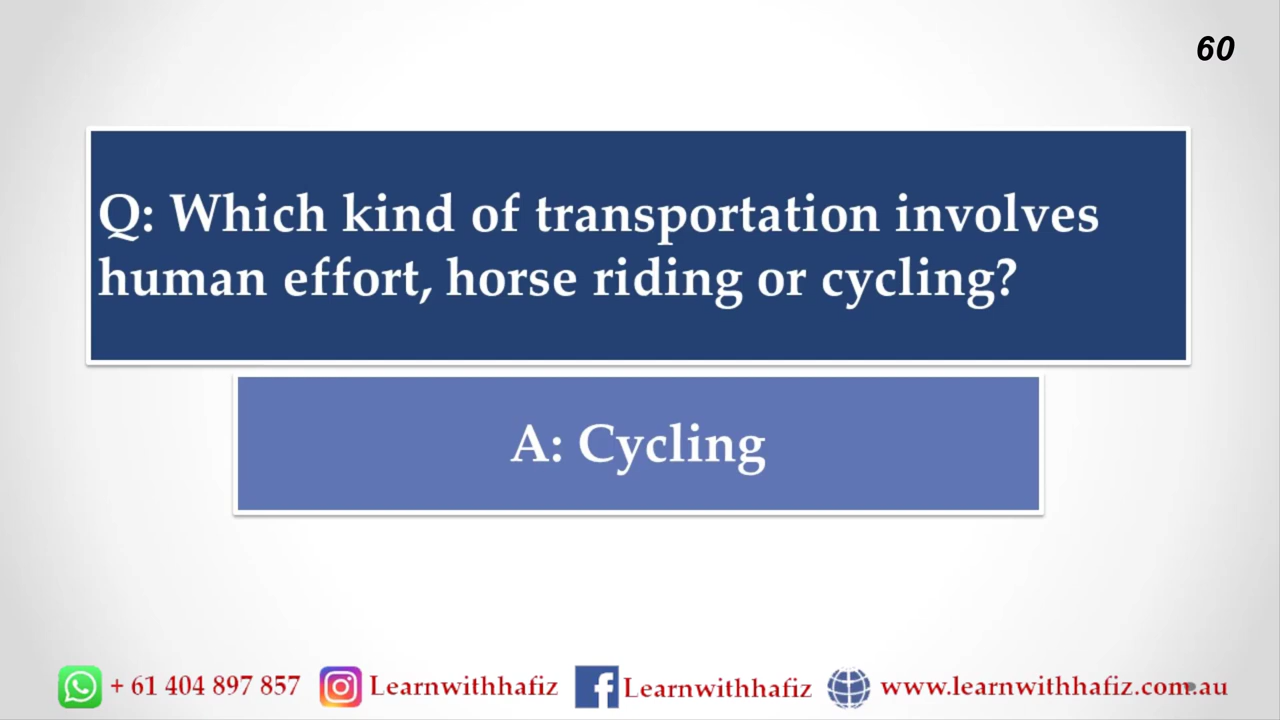 60
Q: Which kind of transportation involves
human effort, horse riding or cycling?
A: Cycling
+ 61 404 897 857 Learnwithhafiz Learnwithhafiz www.learnwithhafiz.com.au